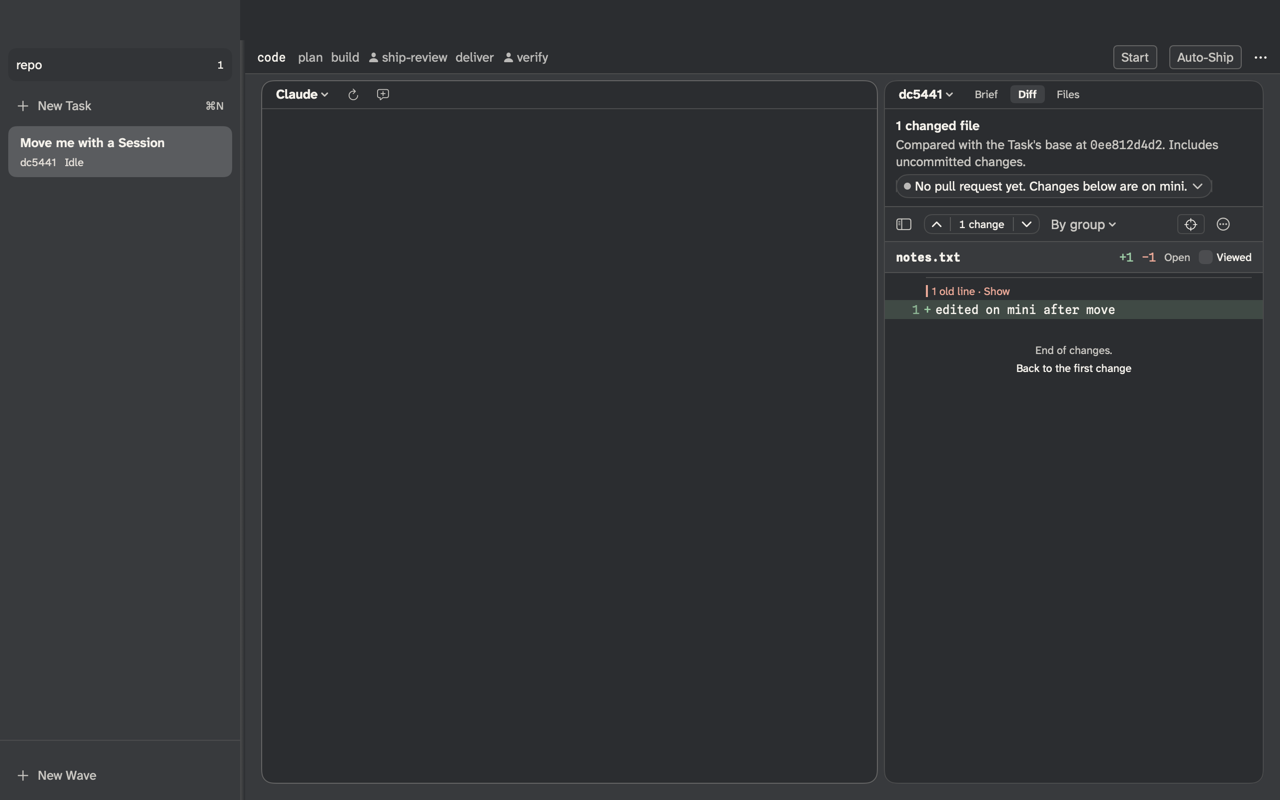 repo 1
New Task ⌘N
Move me with a Session
dc5441 Idle
New Wave
code plan build ship-review deliver verify
Start Auto-Ship
Claude
dc5441 Brief Diff Files
1 changed file
Compared with the Task's base at 0ee812d4d2. Includes
uncommitted changes.
No pull request yet. Changes below are on mini.
1 change By group
notes.txt +1 −1 Open Viewed
1 old line · Show
1 + edited on mini after move
End of changes.
Back to the first change